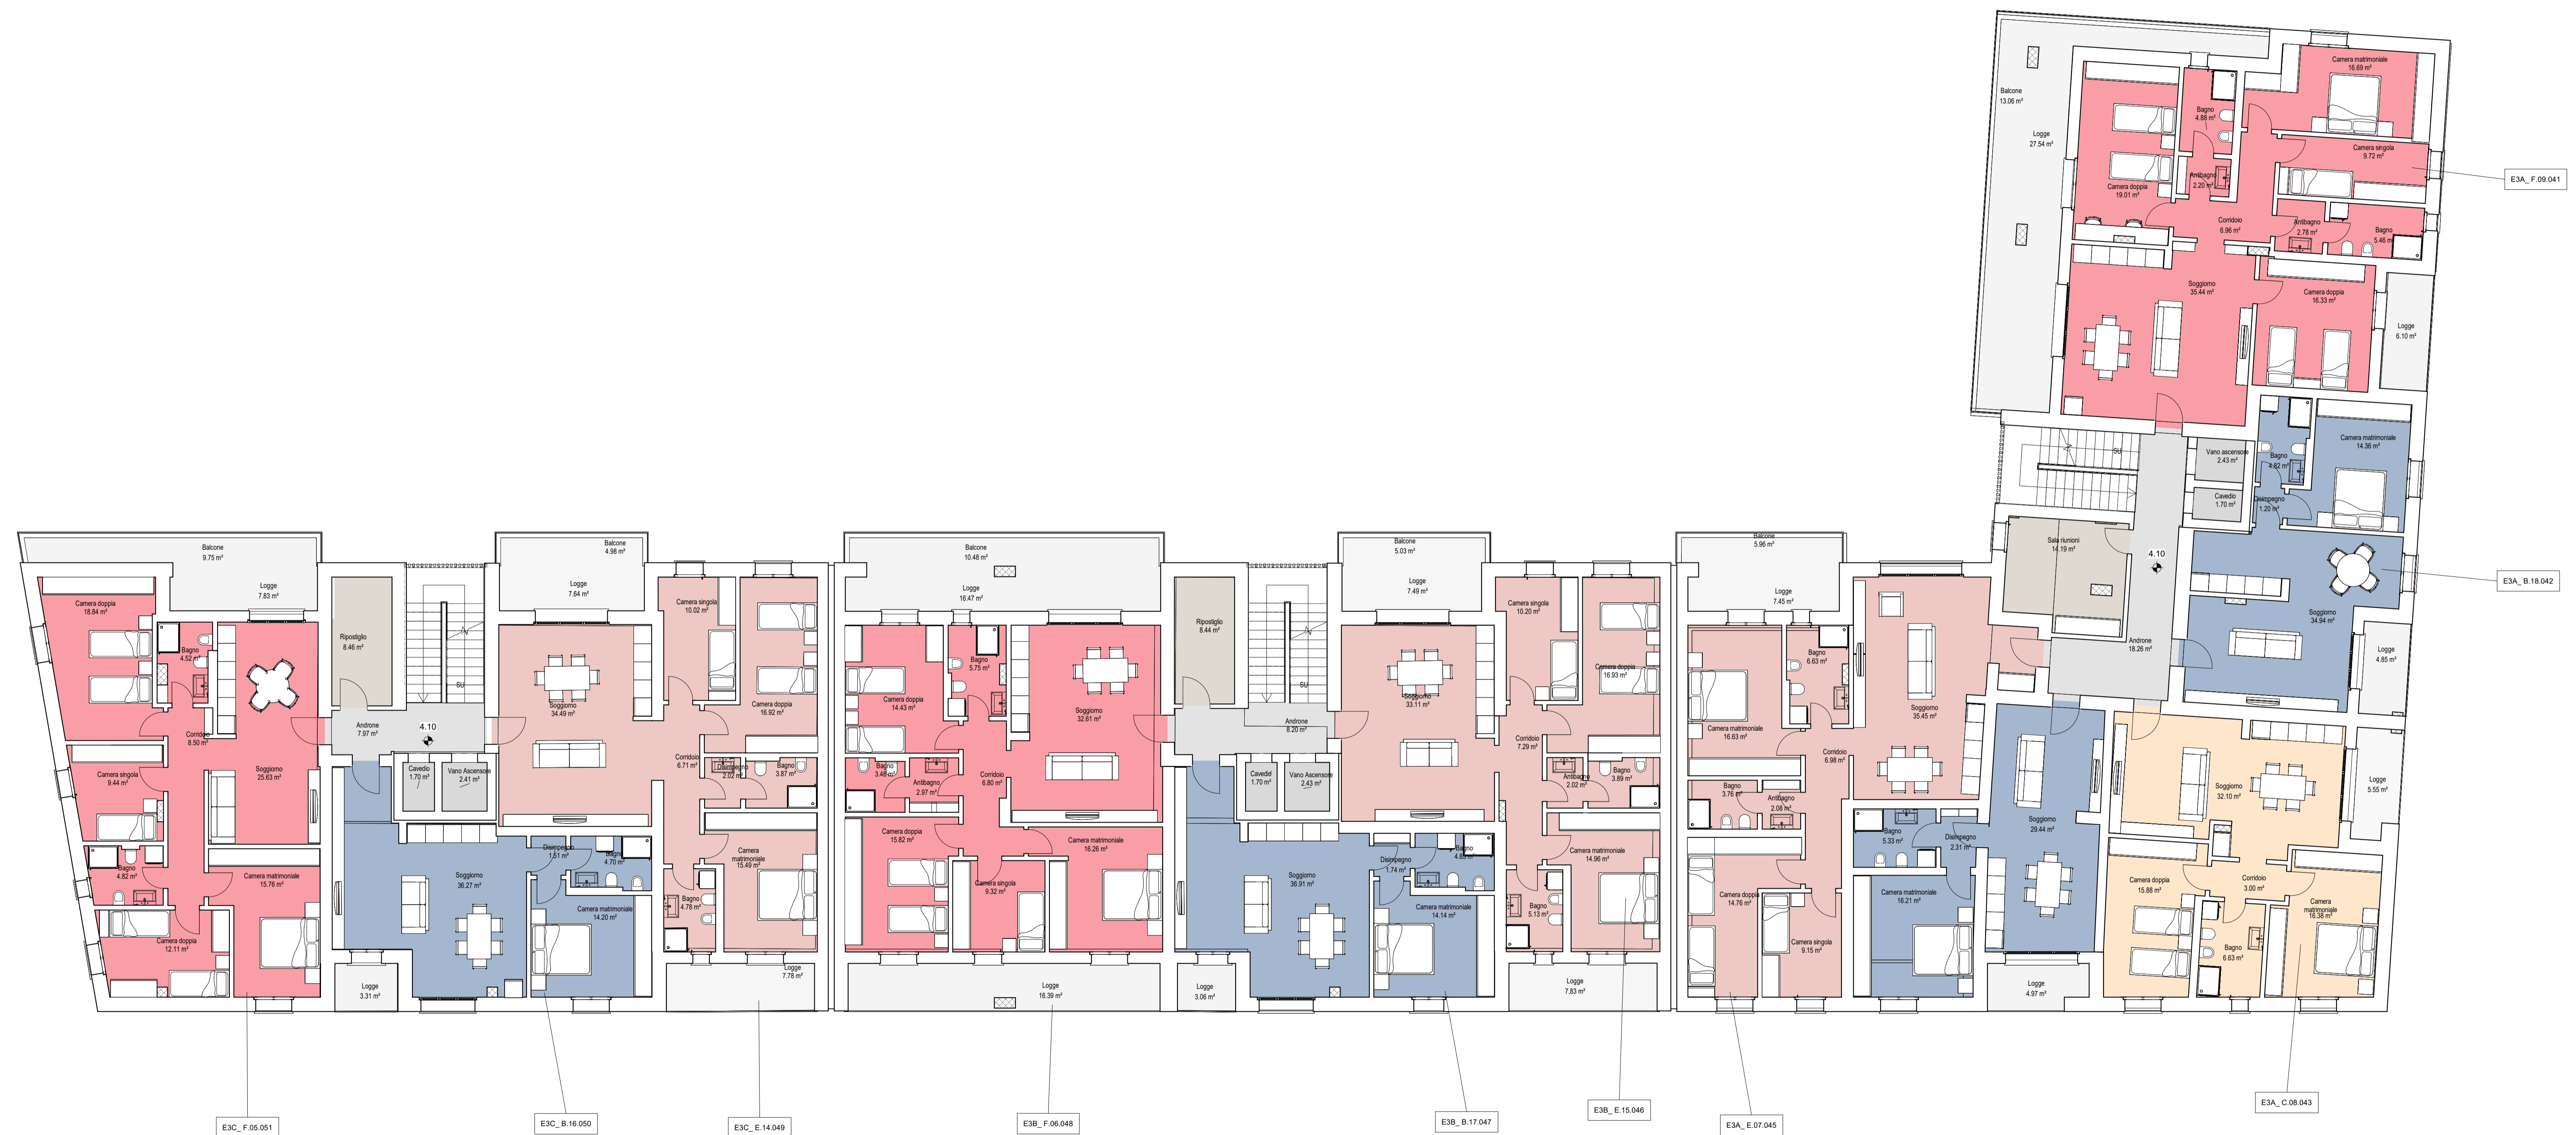 Camera matrimoniale
16.69 m²
Balcone
13.06 m²
Logge
27.54 m²
Bagno
4.88 m²
Camera singola
9.72 m²
E3A_ F.09.041
Camera doppia
19.01 m²
Antibagno
2.20 m²
Corridoio
6.96 m²
Antibagno
2.78 m²
Bagno
5.46 m
Soggiorno
35.44 m²
Camera doppia
16.33 m²
Logge
6.10 m²
SU
Vano ascensore
2.43 m²
Cavedio
1.70 m²
Bagno
4.82 m²
Camera matrimoniale
14.36 m²
Disimpegno
1.20 m²
Sala riunioni
14.19 m²
4.10
E3A_ B.18.042
Soggiorno
34.94 m²
Logge
4.85 m²
Androne
18.26 m²
Balcone
9.75 m²
Logge
7.83 m²
Camera doppia
18.84 m²
Bagno
4.52 m²
Ripostiglio
8.46 m²
SU
Corridoio
8.50 m²
Androne
7.97 m²
4.10
Camera singola
9.44 m²
Soggiorno
25.63 m²
Cavedio
1.70 m²
Vano Ascensore
2.41 m²
Bagno
4.82 m²
Camera matrimoniale
15.76 m²
Camera doppia
12.11 m²
Balcone
4.98 m²
Logge
7.64 m²
Soggiorno
34.49 m²
Camera singola
10.02 m²
Camera doppia
16.92 m²
Corridoio
6.71 m²
Disimpegno
2.02 m²
Bagno
3.87 m²
Camera
matrimoniale
15.49 m²
Bagno
4.78 m²
Logge
7.78 m²
Soggiorno
36.27 m²
Disimpegno
1.51 m²
Bagno
4.70 m²
Camera matrimoniale
14.20 m²
Logge
3.31 m²
Balcone
10.48 m²
Logge
16.47 m²
Camera doppia
14.43 m²
Bagno
5.75 m²
Soggiorno
32.61 m²
Bagno
3.48 m²
Antibagno
2.97 m²
Corridoio
6.80 m²
Camera doppia
15.82 m²
Camera singola
9.32 m²
Camera matrimoniale
16.26 m²
Logge
16.39 m²
Ripostiglio
8.44 m²
SU
Androne
8.20 m²
Cavedio
1.70 m²
Vano Ascensore
2.43 m²
Soggiorno
36.91 m²
Disimpegno
1.74 m²
Bagno
4.85 m²
Camera matrimoniale
14.14 m²
Logge
3.06 m²
Balcone
5.03 m²
Logge
7.49 m²
Soggiorno
33.11 m²
Camera singola
10.20 m²
Camera doppia
16.93 m²
Corridoio
7.29 m²
Antibagno
2.02 m²
Bagno
3.89 m²
Camera matrimoniale
14.96 m²
Bagno
5.13 m²
Logge
7.83 m²
Balcone
5.96 m²
Logge
7.45 m²
Bagno
6.63 m²
Camera matrimoniale
16.63 m²
Soggiorno
35.45 m²
Corridoio
6.98 m²
Bagno
3.76 m²
Antibagno
2.08 m²
Camera doppia
14.76 m²
Camera singola
9.15 m²
Bagno
5.33 m²
Disimpegno
2.31 m²
Soggiorno
29.44 m²
Camera matrimoniale
16.21 m²
Logge
4.97 m²
Soggiorno
32.10 m²
Logge
5.55 m²
Camera doppia
15.88 m²
Corridoio
3.00 m²
Camera
matrimoniale
16.38 m²
Bagno
6.63 m²
E3C_ F.05.051
E3C_ B.16.050
E3C_ E.14.049
E3B_ F.06.048
E3B_ B.17.047
E3B_ E.15.046
E3A_ E.07.045
E3A_ C.08.043